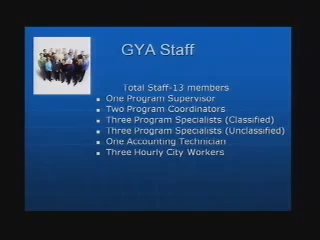 GYA Staff
Total Staff-13 members
One Program Supervisor
Two Program Coordinators
Three Program Specialists (Classified)
Three Program Specialists (Unclassified)
One Accounting Technician
Three Hourly City Workers